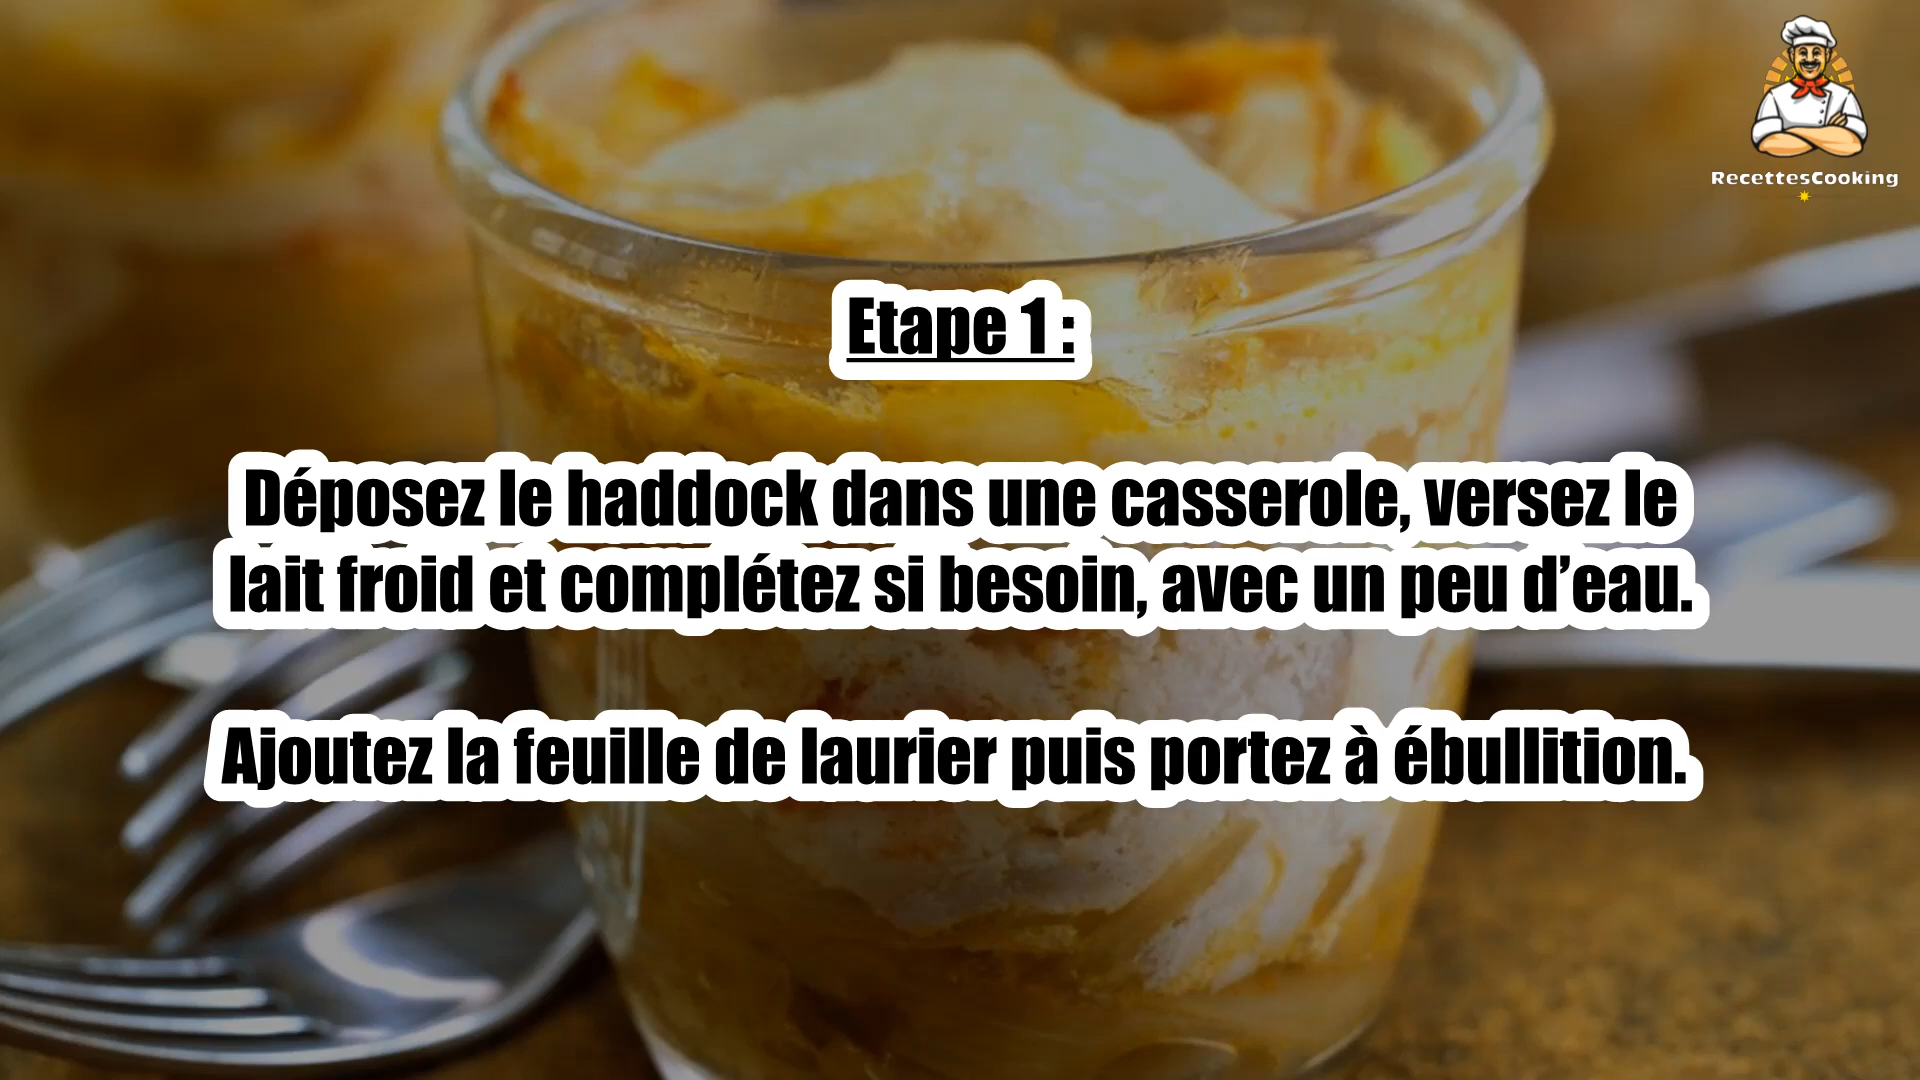 RecettesCooking
Etape 1 :
Déposez le haddock dans une casserole, versez le
lait froid et complétez si besoin, avec un peu d’eau.
Ajoutez la feuille de laurier puis portez à ébullition.